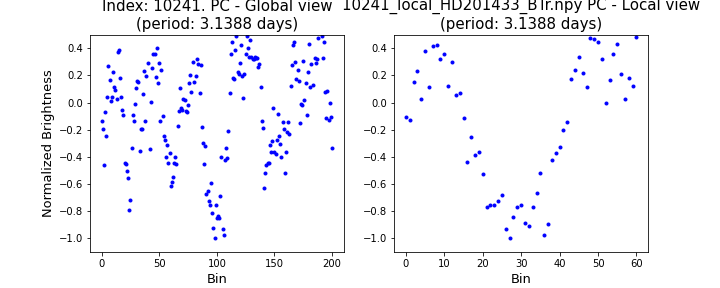 Index: 10241. PC - Global view
(period: 3.1388 days)
10241_local_HD201433_BTr.npy PC - Local view
(period: 3.1388 days)
Normalized Brightness
0.4
0.2
0.0
−0.2
−0.4
−0.6
−0.8
−1.0
0 50 100 150 200
Bin
0.4
0.2
0.0
−0.2
−0.4
−0.6
−0.8
−1.0
0 10 20 30 40 50 60
Bin